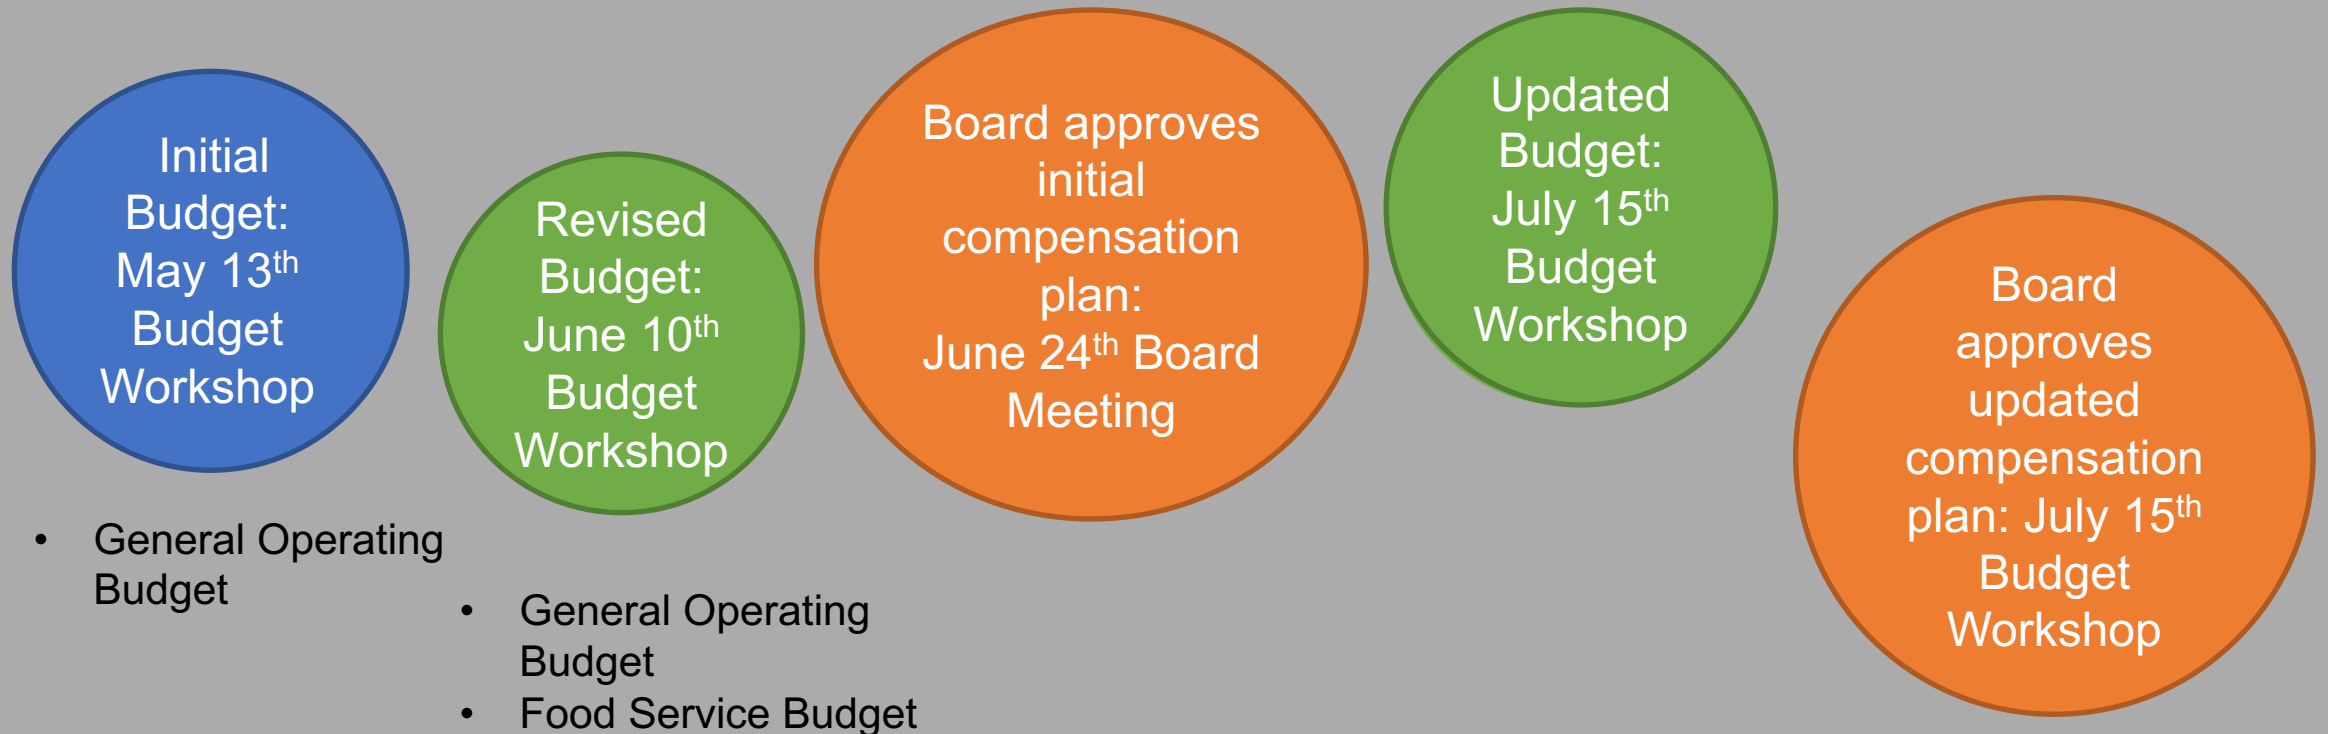 Initial
Budget:
May 13th
Budget
Workshop
• General Operating
Budget
Revised
Budget:
June 10th
Budget
Workshop
• General Operating
Budget
• Food Service Budget
Board approves
initial
compensation
plan:
June 24th Board
Meeting
Updated
Budget:
July 15th
Budget
Workshop
Board
approves
updated
compensation
plan: July 15th
Budget
Workshop